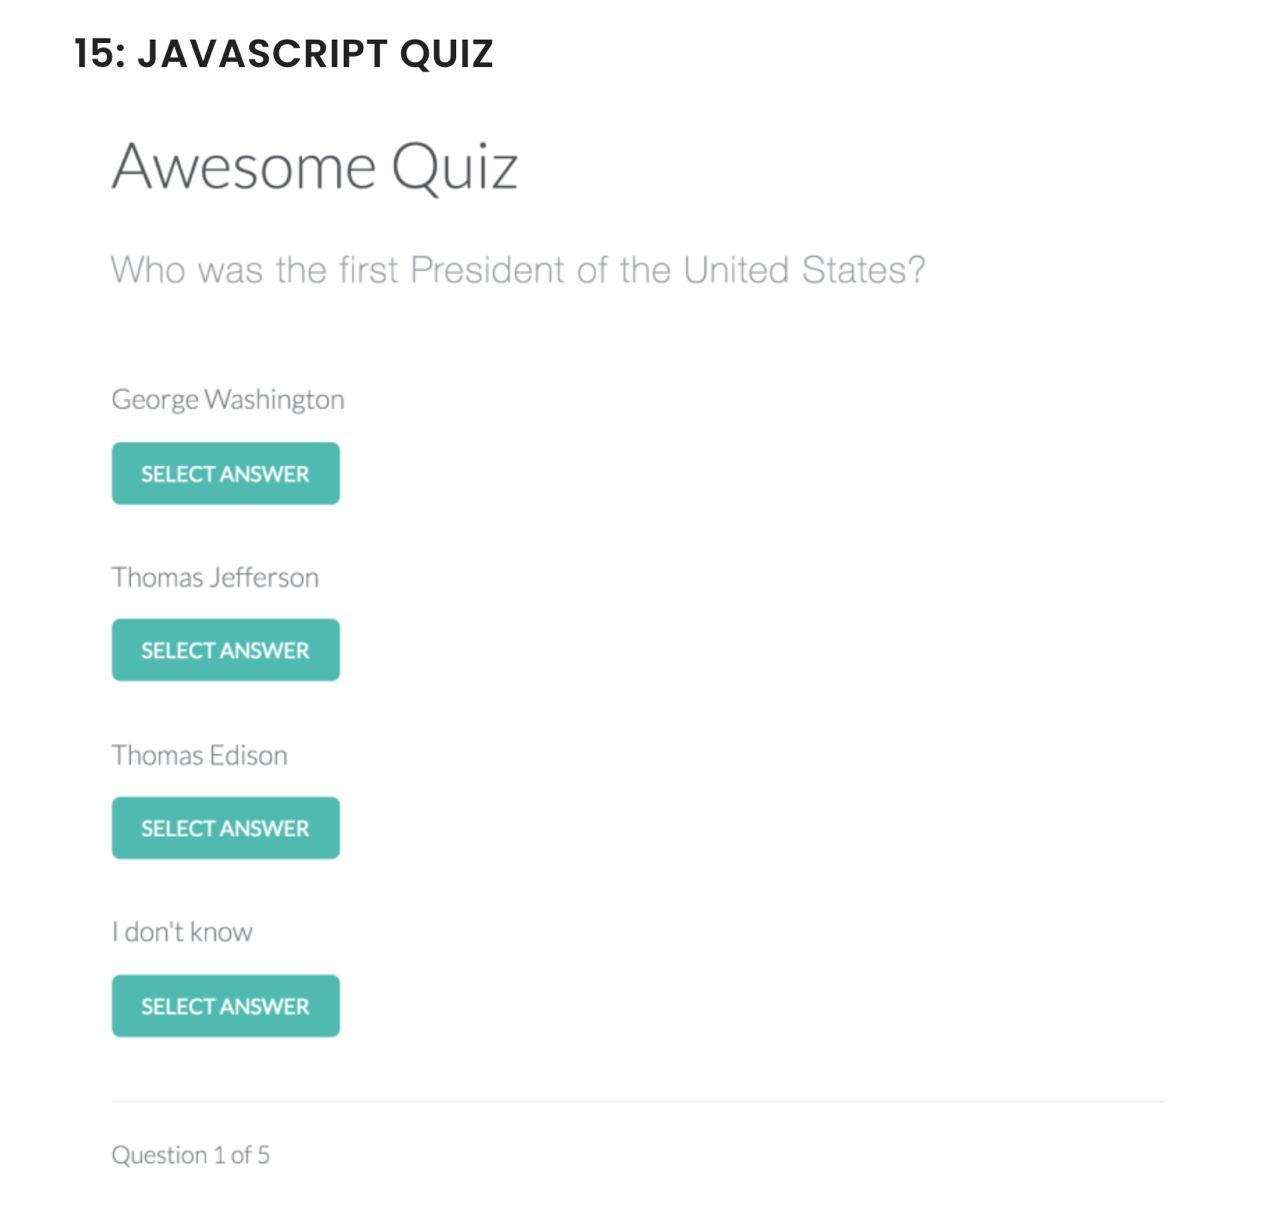 15: JAVASCRIPT QUIZ
Awesome Quiz
Who was the first President of the United States?
George Washington
SELECT ANSWER
Thomas Jefferson
SELECT ANSWER
Thomas Edison
SELECT ANSWER
I don't know
SELECT ANSWER
Question 1 of 5